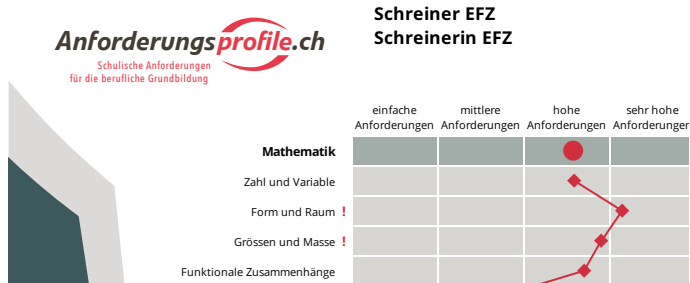 Schreiner EFZ
Schreinerin EFZ
Anforderungsprofile.ch
Schulische Anforderungen
für die berufliche Grundbildung
einfache Anforderungen
mittlere Anforderungen
hohe Anforderungen
sehr hohe Anforderungen
Mathematik
Zahl und Variable
Form und Raum !
Grössen und Masse !
Funktionale Zusammenhänge